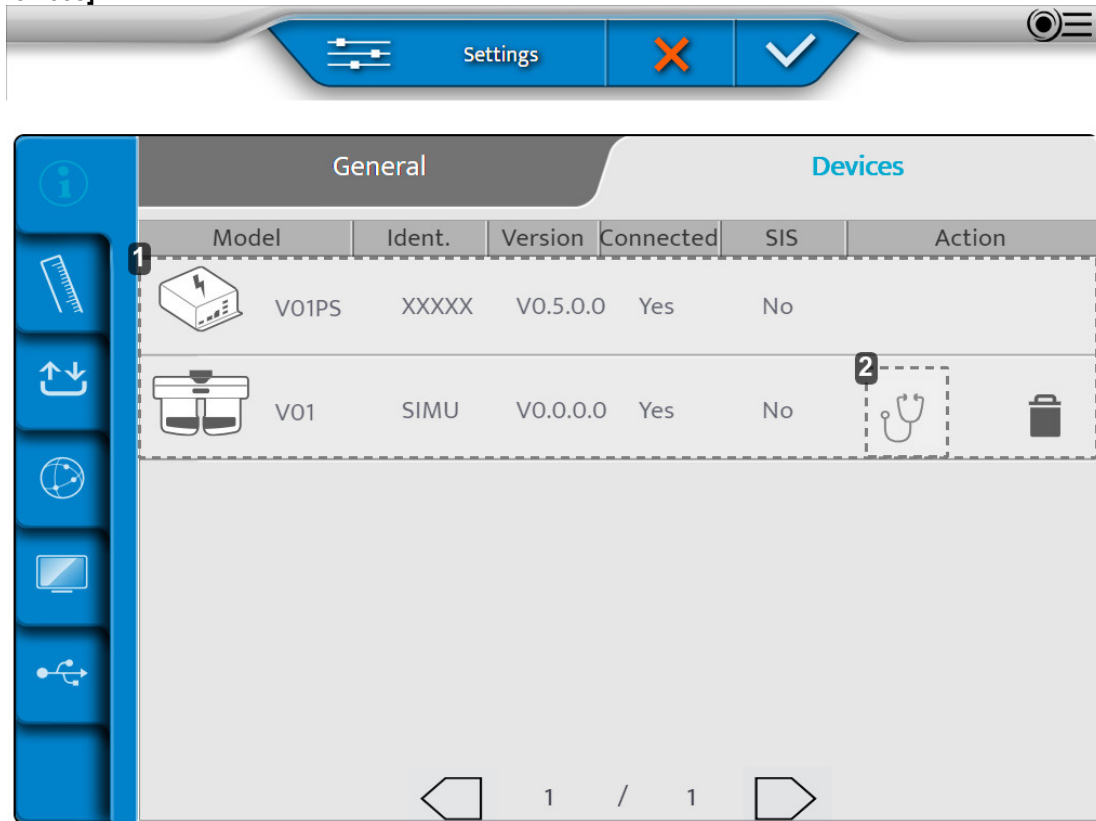 Settings
General Devices
Model Ident. Version Connected SIS Action
1
V01PS XXXXX V0.5.0.0 Yes No
2
V01 SIMU V0.0.0.0 Yes No
1 / 1